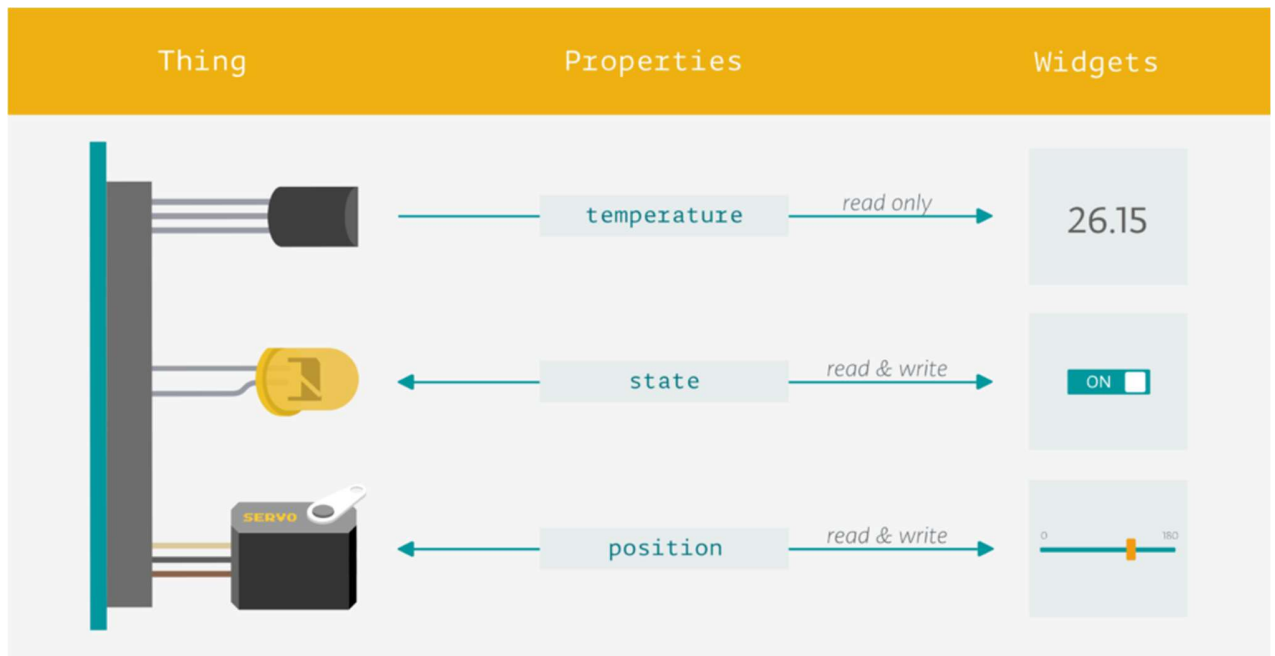 Thing Properties Widgets
temperature read only 26.15
state read & write ON
SERVO
position read & write 0 180